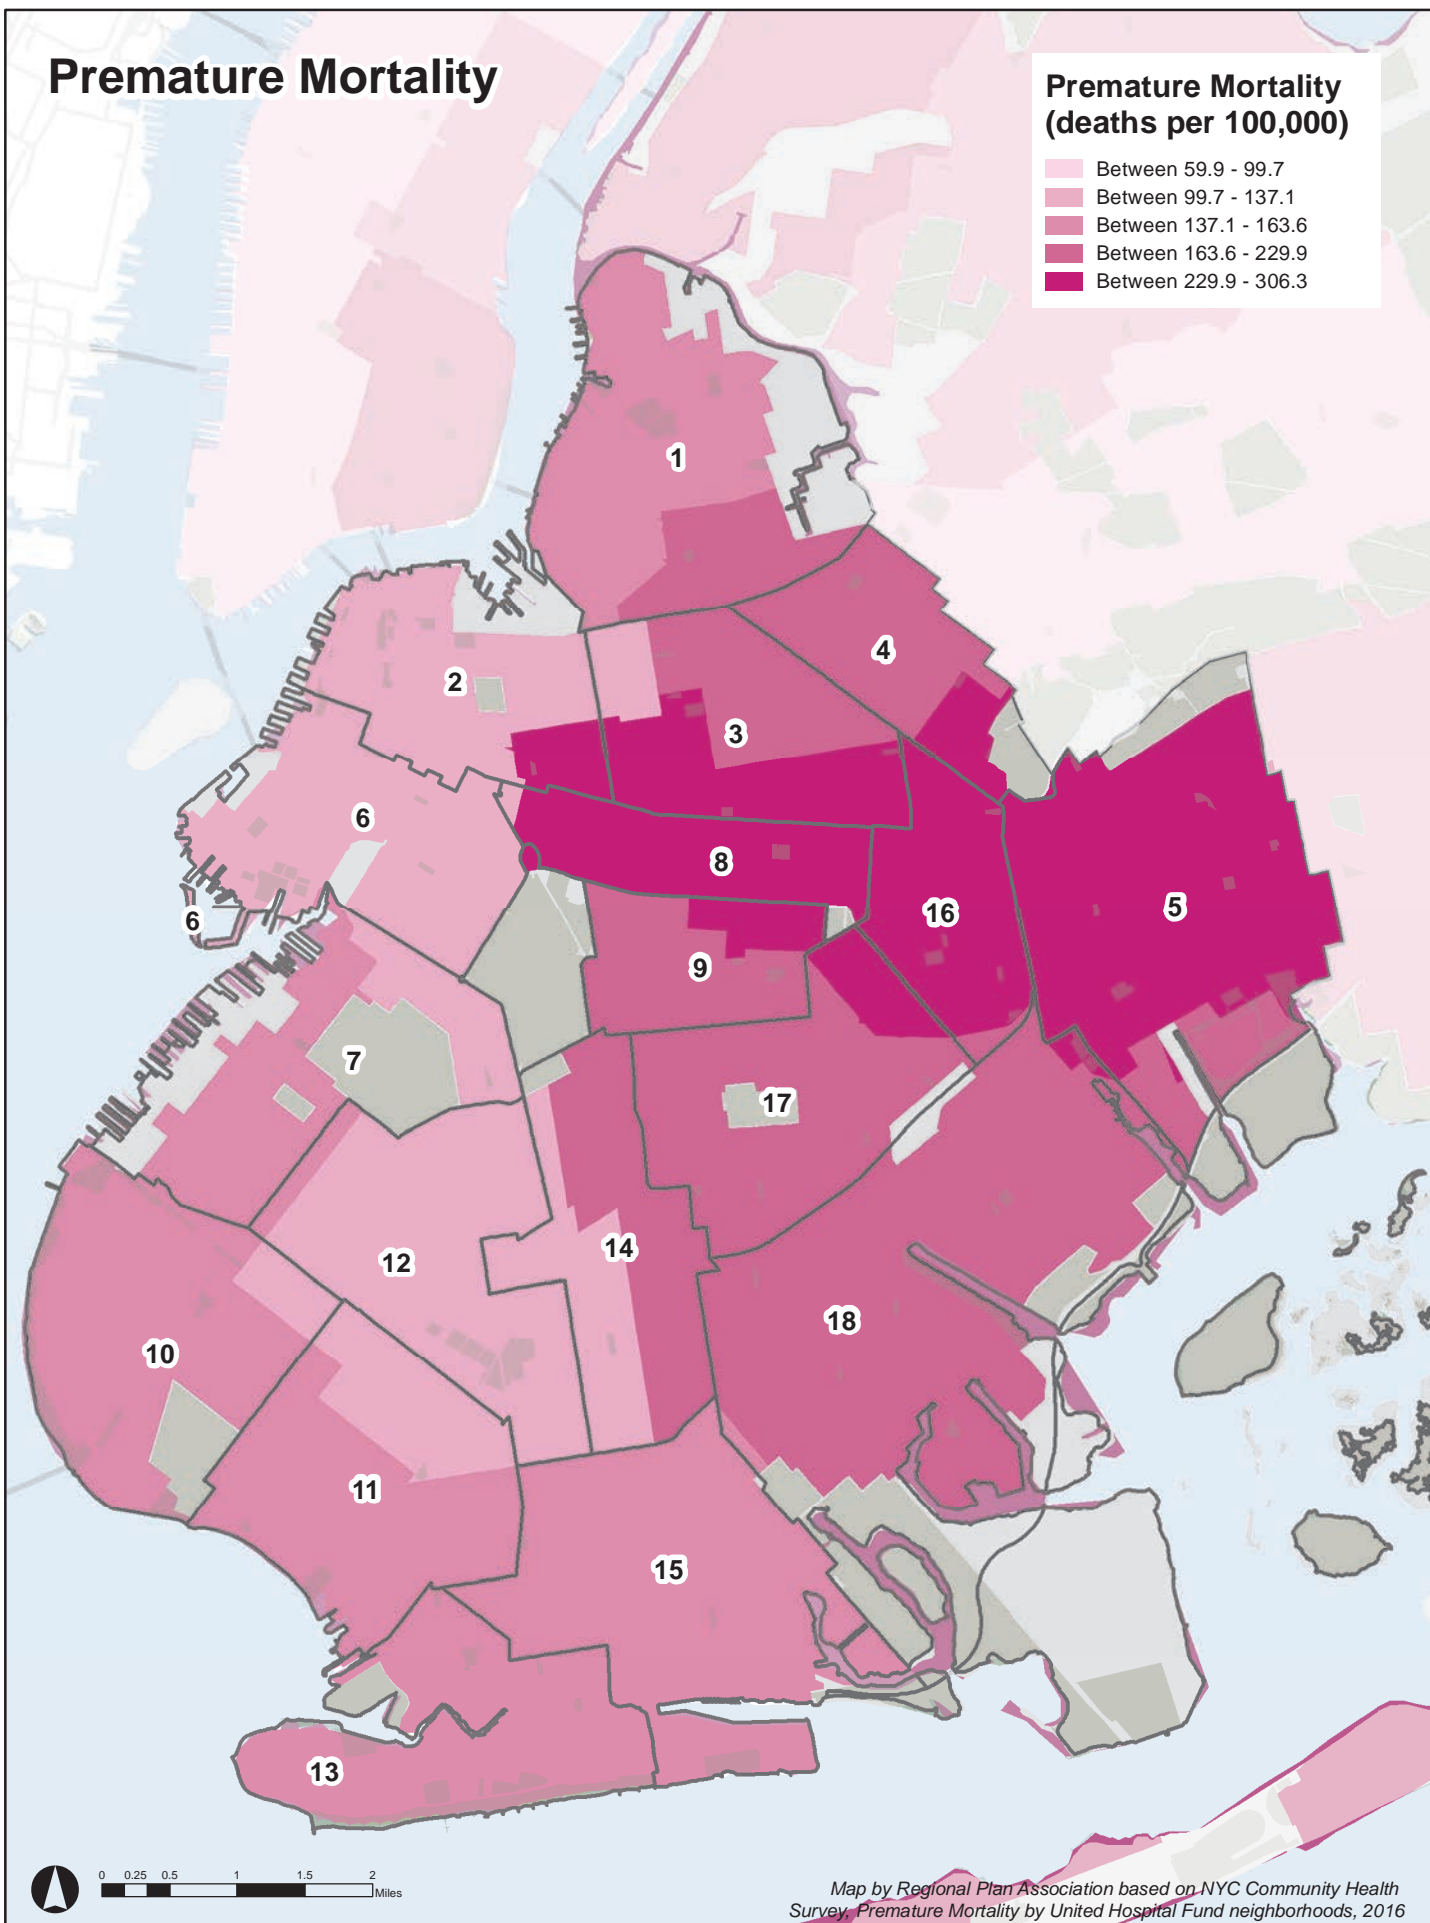 Premature Mortality
Premature Mortality
(deaths per 100,000)
Between 59.9 - 99.7
Between 99.7 - 137.1
Between 137.1 - 163.6
Between 163.6 - 229.9
Between 229.9 - 306.3
1
4
2
3
6
8
5
16
6
9
7
17
14
12
18
10
11
15
13
0 0.25 0.5 1 1.5 2
Miles
Map by Regional Plan Association based on NYC Community Health
Survey, Premature Mortality by United Hospital Fund neighborhoods, 2016